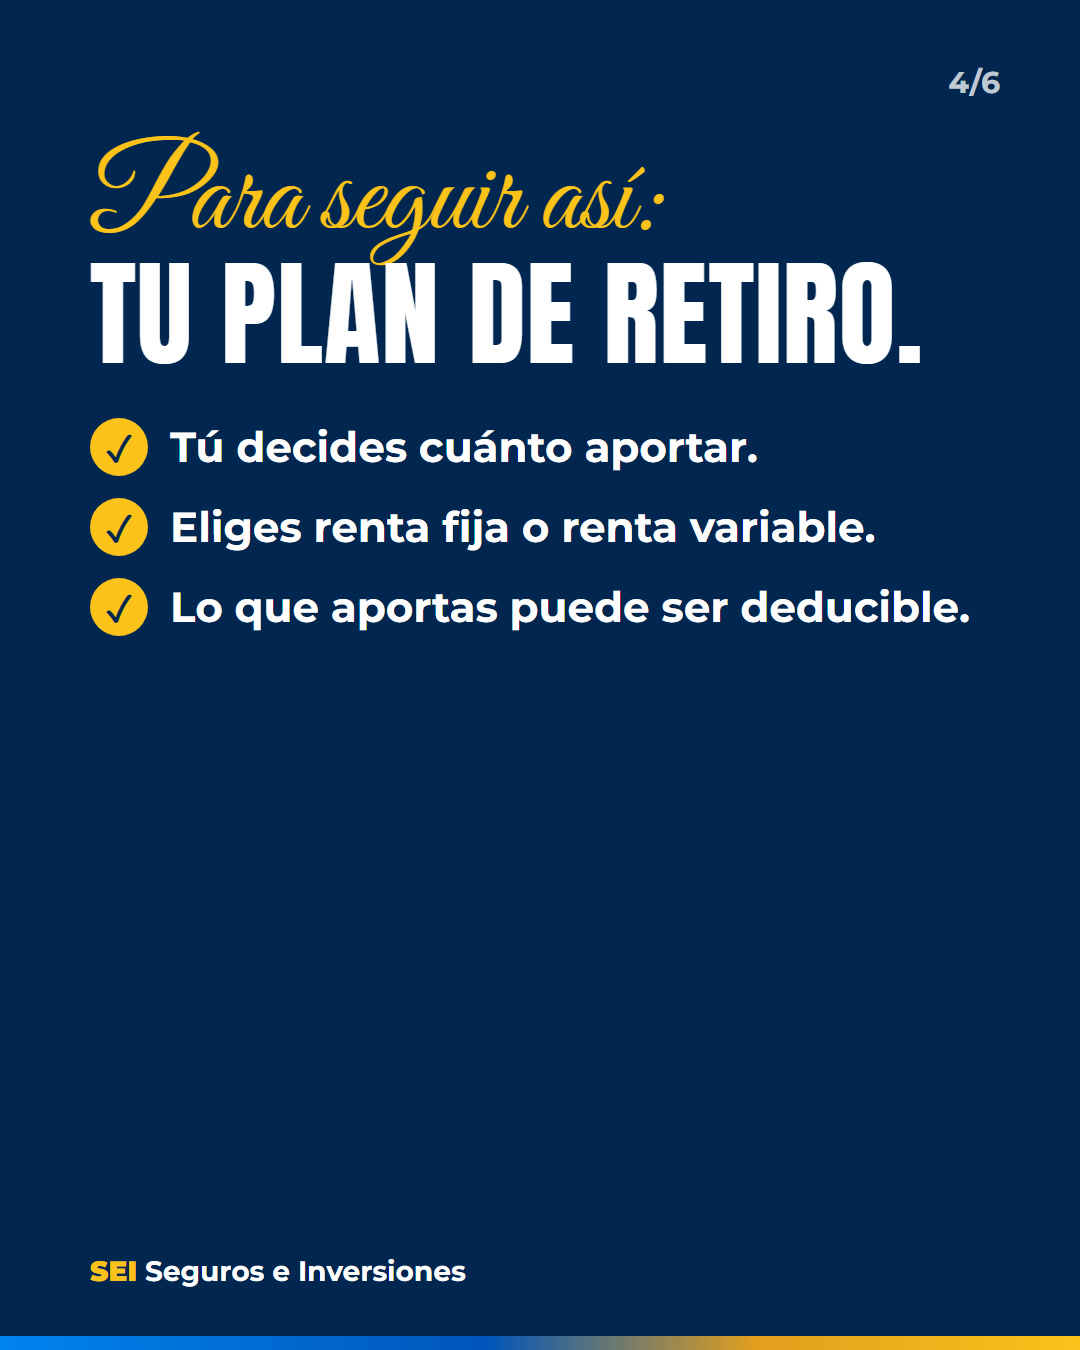 4/6
Para seguir así:
TU PLAN DE RETIRO.
✓ Tú decides cuánto aportar.
✓ Eliges renta fija o renta variable.
✓ Lo que aportas puede ser deducible.
SEI Seguros e Inversiones